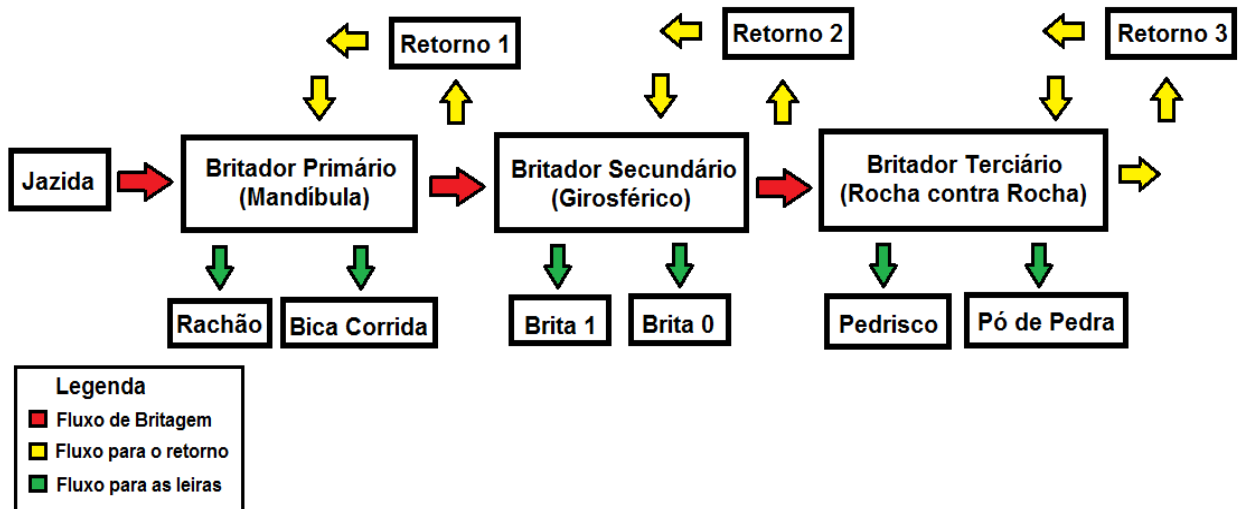 Retorno 1
Retorno 2
Retorno 3
Jazida
Britador Primário
(Mandíbula)
Britador Secundário
(Girosférico)
Britador Terciário
(Rocha contra Rocha)
Rachão
Bica Corrida
Brita 1
Brita 0
Pedrisco
Pó de Pedra
Legenda
Fluxo de Britagem
Fluxo para o retorno
Fluxo para as leiras